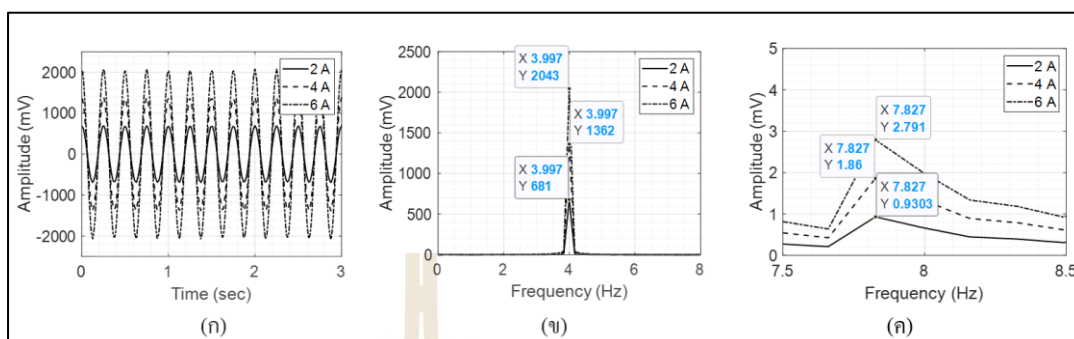 2000
1000
0
-1000
-2000
Amplitude (mV)
2 A
4 A
6 A
0
1
2
3
Time (sec)
(ก)
2500
2000
1500
1000
500
0
Amplitude (mV)
X 3.997
Y 2043
X 3.997
Y 1362
X 3.997
Y 681
2 A
4 A
6 A
0
2
4
6
8
Frequency (Hz)
(ข)
5
4
3
2
1
0
Amplitude (mV)
X 7.827
Y 2.791
X 7.827
Y 1.86
X 7.827
Y 0.9303
2 A
4 A
6 A
7.5
8
8.5
Frequency (Hz)
(ค)